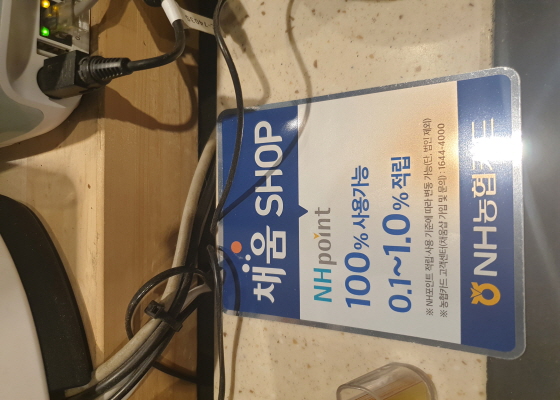 채움 SHOP
NHpoint
100% 사용가능
0.1~1.0% 적립
※ NH포인트 적립 사용 기준에 따라 변동 가능(단, 법인 제외)
※ 농협카드 고객센터(채움샵 가입 및 문의) : 1644-4000
NH농협카드